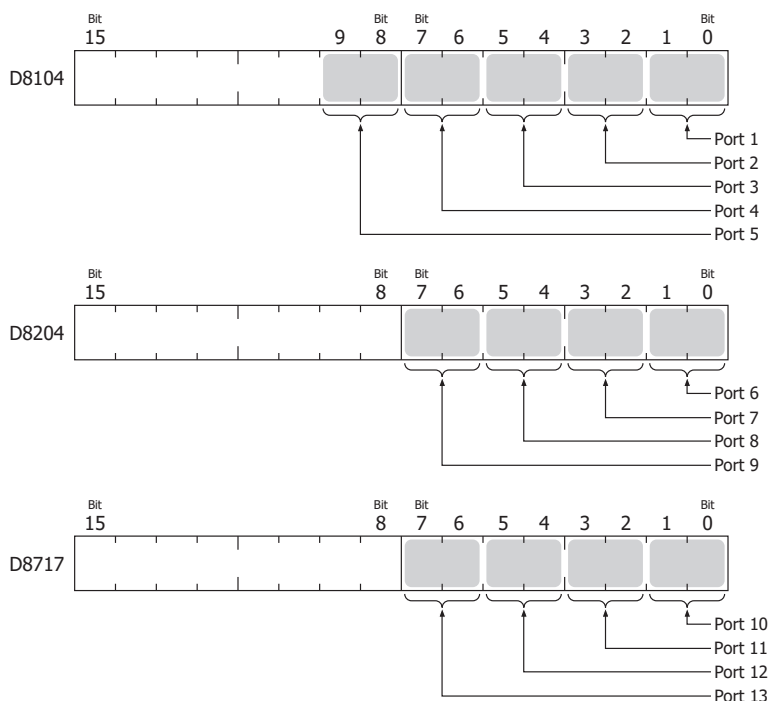 Bit Bit Bit Bit
15 9 8 7 6 5 4 3 2 1 0
D8104
Port 1
Port 2
Port 3
Port 4
Port 5
Bit Bit Bit Bit
15 8 7 6 5 4 3 2 1 0
D8204
Port 6
Port 7
Port 8
Port 9
Bit Bit Bit Bit
15 8 7 6 5 4 3 2 1 0
D8717
Port 10
Port 11
Port 12
Port 13